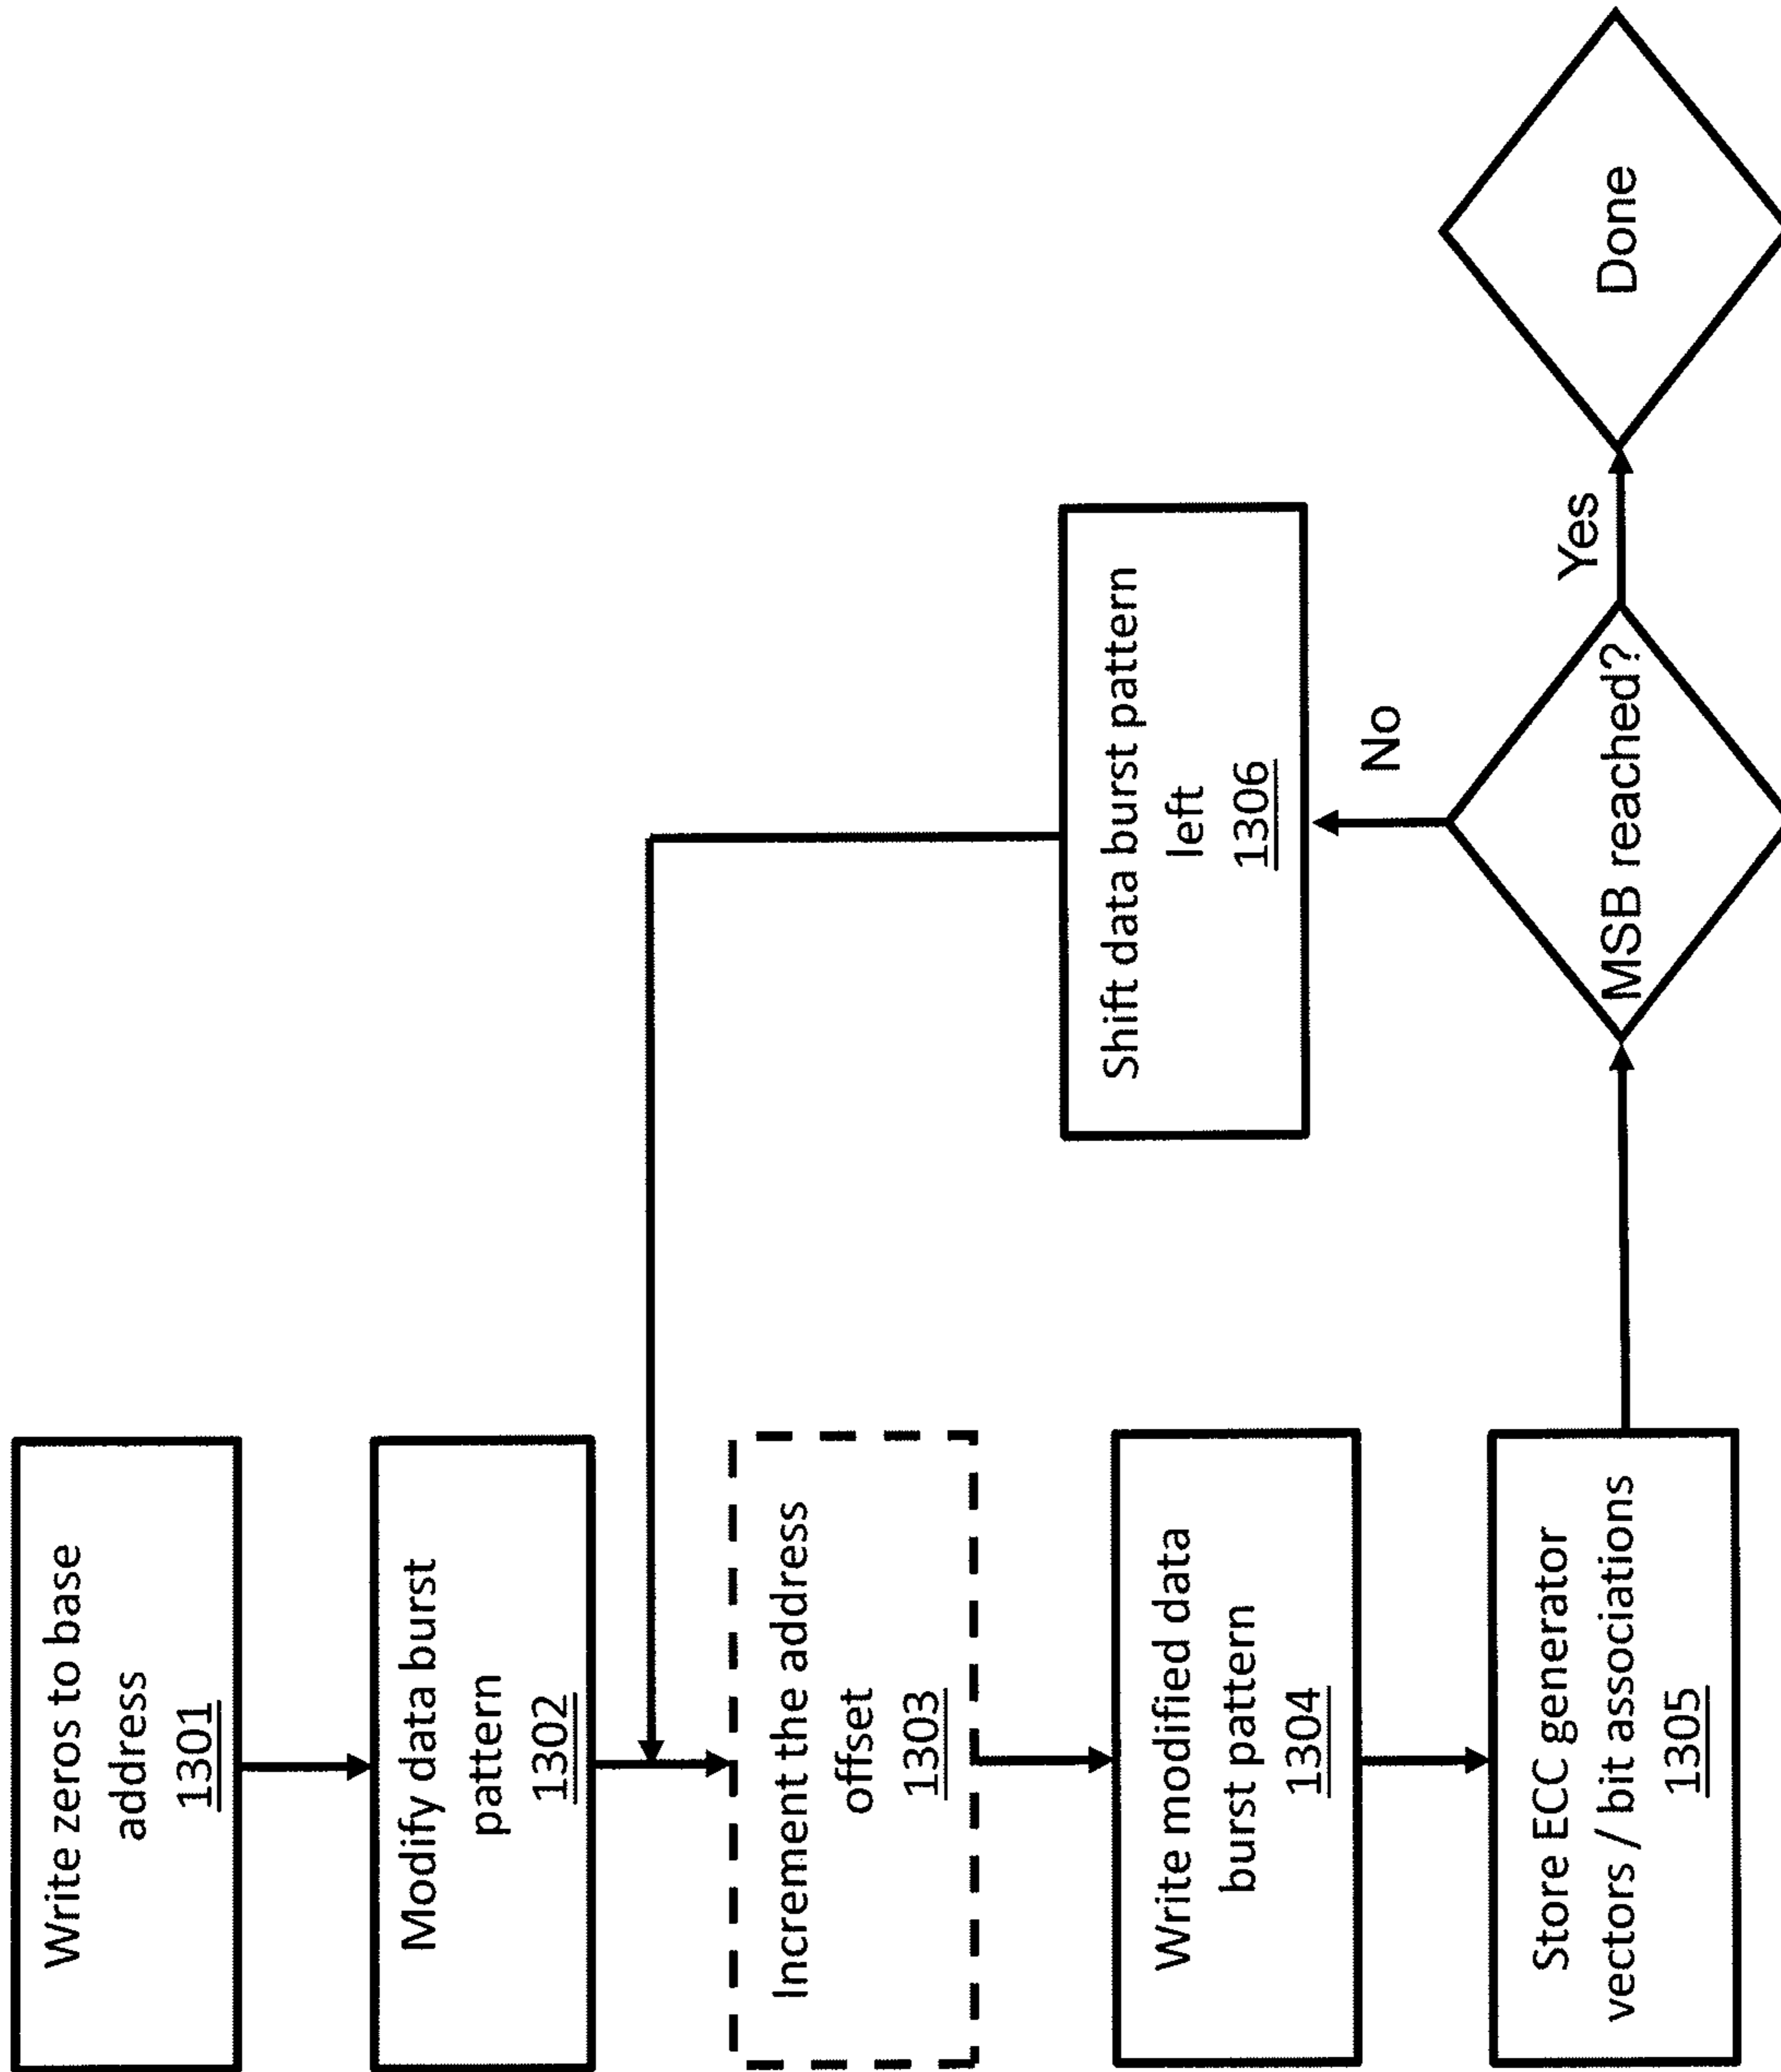 Write zeros to base
address
1301
Modify data burst
pattern
1302
Increment the address
offset
1303
Write modified data
burst pattern
1304
Store ECC generator
vectors / bit associations
1305
Shift data burst pattern
left
1306
No
MSB reached?
Yes
Done